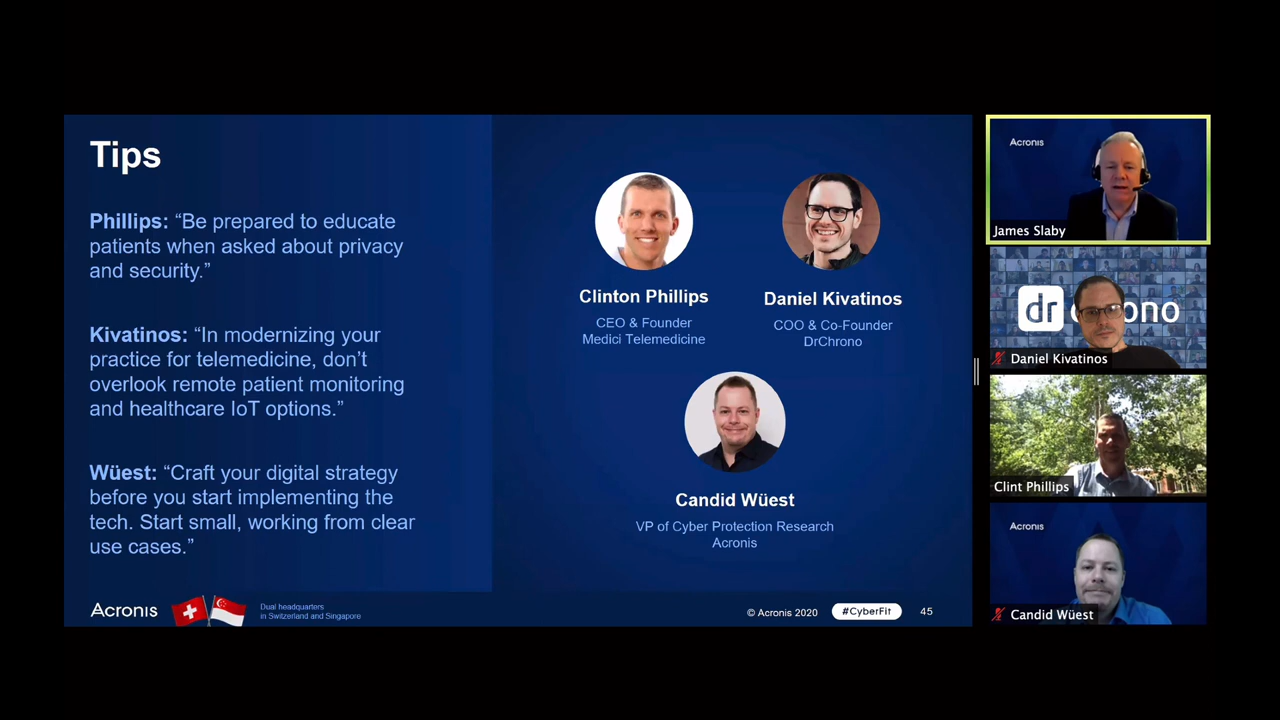 Tips
Phillips: “Be prepared to educate
patients when asked about privacy
and security.”
Kivatinos: “In modernizing your
practice for telemedicine, don’t
overlook remote patient monitoring
and healthcare IoT options.”
Wüest: “Craft your digital strategy
before you start implementing the
tech. Start small, working from clear
use cases.”
Clinton Phillips
CEO & Founder
Medici Telemedicine
Daniel Kivatinos
COO & Co-Founder
DrChrono
Candid Wüest
VP of Cyber Protection Research
Acronis
Acronis
Dual headquarters
in Switzerland and Singapore
© Acronis 2020
#CyberFit
45
Acronis
James Slaby
dr
ono
Daniel Kivatinos
Clint Phillips
Acronis
Candid Wüest